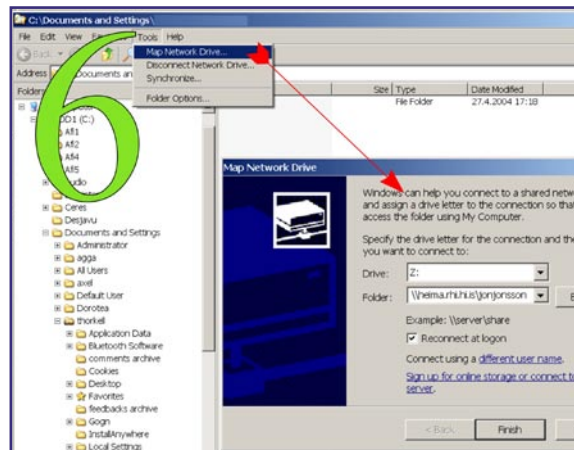 C:\Documents and Settings\
File Edit View Tools Help
Back
Map Network Drive...
Disconnect Network Drive...
Synchronize...
Folder Options...
Address Documents an
Folders
Size Type Date Modified
File Folder 27.4.2004 17:18
DD1 (C:)
Afl1
Afl2
Afl4
Afl5
Ceres
Desjavu
Documents and Settings
Administrator
agga
All Users
axel
Default User
Dorotea
thorkell
Application Data
Bluetooth Software
comments archive
Cookies
Desktop
Favorites
feedbacks archive
Gogn
InstallAnywhere
Local Settings
6
Map Network Drive
Windows can help you connect to a shared netw
and assign a drive letter to the connection so that
access the folder using My Computer.
Specify the drive letter for the connection and the
you want to connect to:
Drive: Z:
Folder: \\heima.rhi.hi.is\jonjonsson
Example: \\server\share
Reconnect at logon
Connect using a different user name.
Sign up for online storage or connect to
server.
< Back Finish